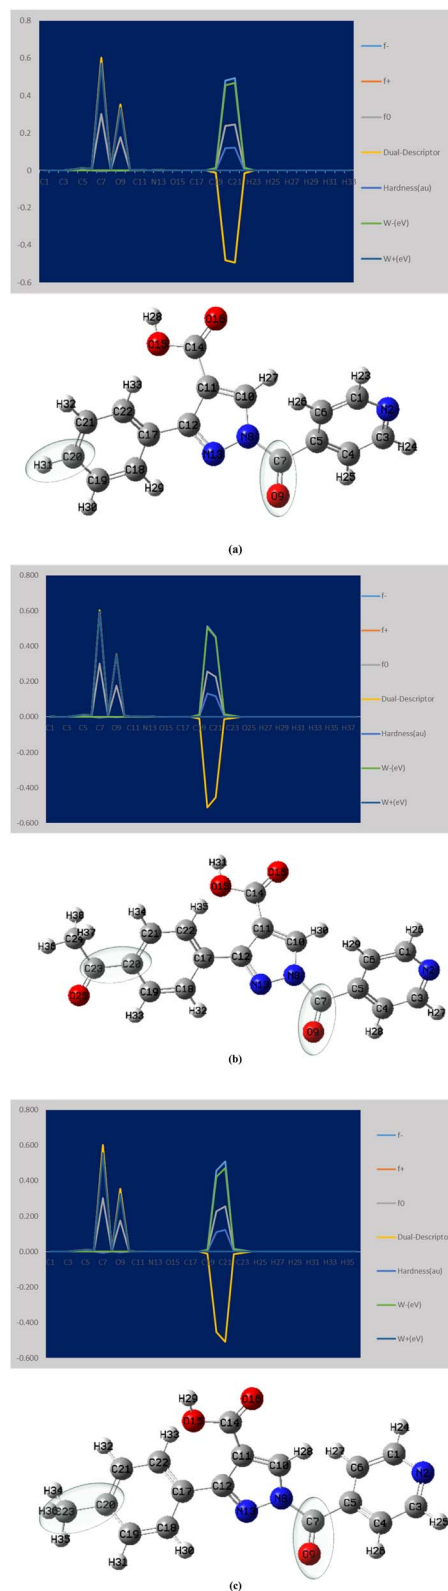 0.8
f-
0.6
f+
0.4
f0
0.2
Dual-Descriptor
0
C1 C3 C5 C7 O9 C11 N13 O15 C17 C19 C21 H23 H25 H27 H29 H31 H33
Hardness(au)
-0.2
W-(eV)
-0.4
W+(eV)
-0.6
H28
O16
O15
C14
H33
H27
H23
H32
C11
C10
H26
C1
C22
C6
N2
C21
C12
C17
N8
C20
C5
C3
C7
H31
N13
C4
H24
C19
C18
H25
O9
H29
H30
(a)
0.800
f-
0.600
f+
0.400
f0
0.200
Dual-Descriptor
0.000
C1 C3 C5 C7 O9 C11 N13 O15 C17 C19 C21 C23 O25 H27 H29 H31 H33 H35 H37
Hardness(au)
-0.200
W-(eV)
-0.400
W+(eV)
-0.600
H31
O16
O15
C14
H38
H35
H34
H37
H30
H26
C24
C11
H29
C21
C22
C10
C1
H36
C6
C20
C17
C12
N2
C23
N8
C5
N13
C3
C7
C19
C18
C4
H27
H33
H32
O9
H28
(b)
0.800
f-
0.600
f+
0.400
f0
0.200
Dual-Descriptor
0.000
C1 C3 C5 C7 O9 C11 N13 O15 C17 C19 C21 C23 H25 H27 H29 H31 H33 H35
Hardness(au)
-0.200
W-(eV)
-0.400
W+(eV)
-0.600
H29
O16
O15
C14
H33
H24
H32
H28
H27
C11
C1
C22
C10
C21
C6
H34
N2
C12
C17
N8
H36
C23
C20
C5
C3
N13
C7
H35
C4
H25
C19
C18
O9
H26
H30
H31
(c)